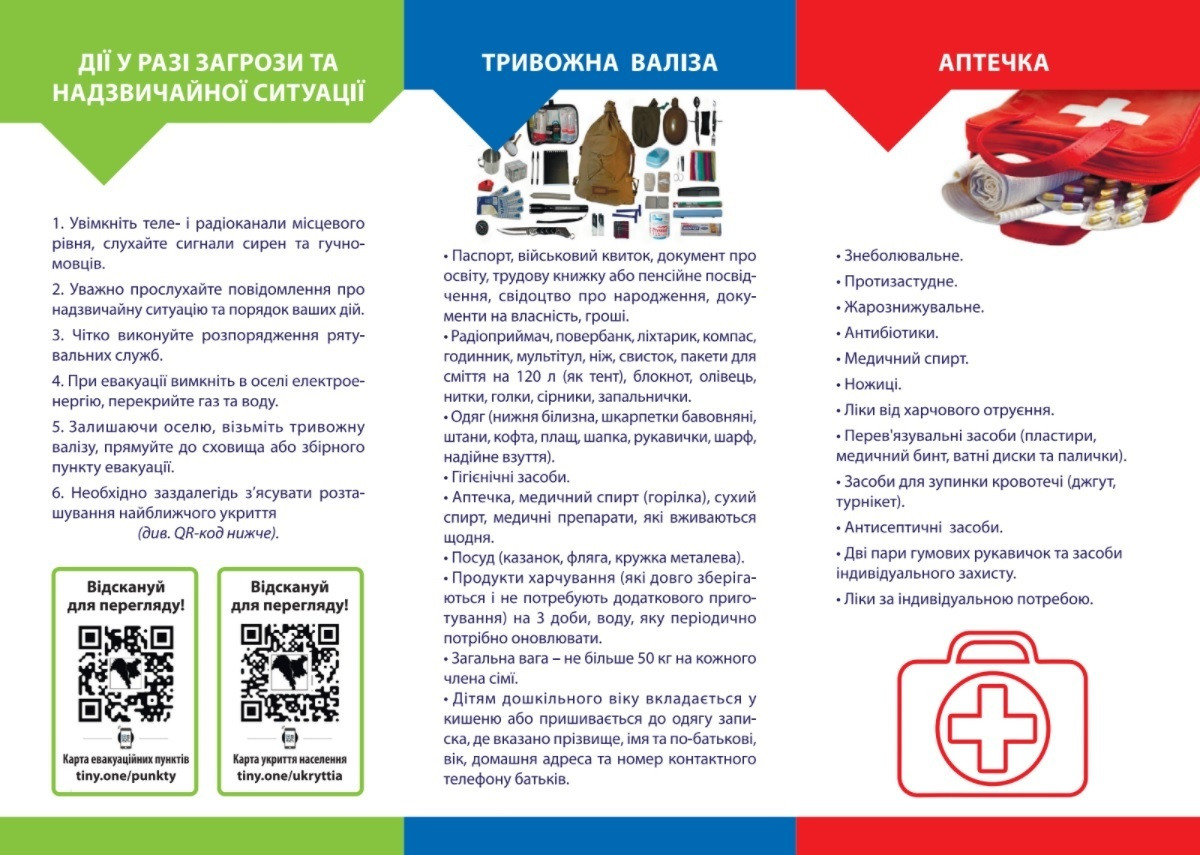 ДІЇ У РАЗІ ЗАГРОЗИ ТА
НАДЗВИЧАЙНОЇ СИТУАЦІЇ
1. Увімкніть теле- і радіоканали місцевого
рівня, слухайте сигнали сирен та гучно-
мовців.
2. Уважно прослухайте повідомлення про
надзвичайну ситуацію та порядок ваших дій.
3. Чітко виконуйте розпорядження ряту-
вальних служб.
4. При евакуації вимкніть в оселі електрое-
нергію, перекрийте газ та воду.
5. Залишаючи оселю, візьміть тривожну
валізу, прямуйте до сховища або збірного
пункту евакуації.
6. Необхідно заздалегідь з’ясувати розта-
шування найближчого укриття
(див. QR-код нижче).
Відскануй
для перегляду!
Карта евакуаційних пунктів
tiny.one/punkty
Відскануй
для перегляду!
Карта укриття населення
tiny.one/ukryttia
ТРИВОЖНА ВАЛІЗА
• Паспорт, військовий квиток, документ про
освіту, трудову книжку або пенсійне посвід-
чення, свідоцтво про народження, доку-
менти на власність, гроші.
• Радіоприймач, повербанк, ліхтарик, компас,
годинник, мультітул, ніж, свисток, пакети для
сміття на 120 л (як тент), блокнот, олівець,
нитки, голки, сірники, запальнички.
• Одяг (нижня білизна, шкарпетки бавовняні,
штани, кофта, плащ, шапка, рукавички, шарф,
надійне взуття).
• Гігієнічні засоби.
• Аптечка, медичний спирт (горілка), сухий
спирт, медичні препарати, які вживаються
щодня.
• Посуд (казанок, фляга, кружка металева).
• Продукти харчування (які довго зберіга-
ються і не потребують додаткового приго-
тування) на 3 доби, воду, яку періодично
потрібно оновлювати.
• Загальна вага – не більше 50 кг на кожного
члена сімї.
• Дітям дошкільного віку вкладається у
кишеню або пришивається до одягу запи-
ска, де вказано прізвище, імя та по-батькові,
вік, домашня адреса та номер контактного
телефону батьків.
АПТЕЧКА
• Знеболювальне.
• Протизастудне.
• Жарознижувальне.
• Антибіотики.
• Медичний спирт.
• Ножиці.
• Ліки від харчового отруєння.
• Перев'язувальні засоби (пластири,
медичний бинт, ватні диски та палички).
• Засоби для зупинки кровотечі (джгут,
турнікет).
• Антисептичні засоби.
• Дві пари гумових рукавичок та засоби
індивідуального захисту.
• Ліки за індивідуальною потребою.